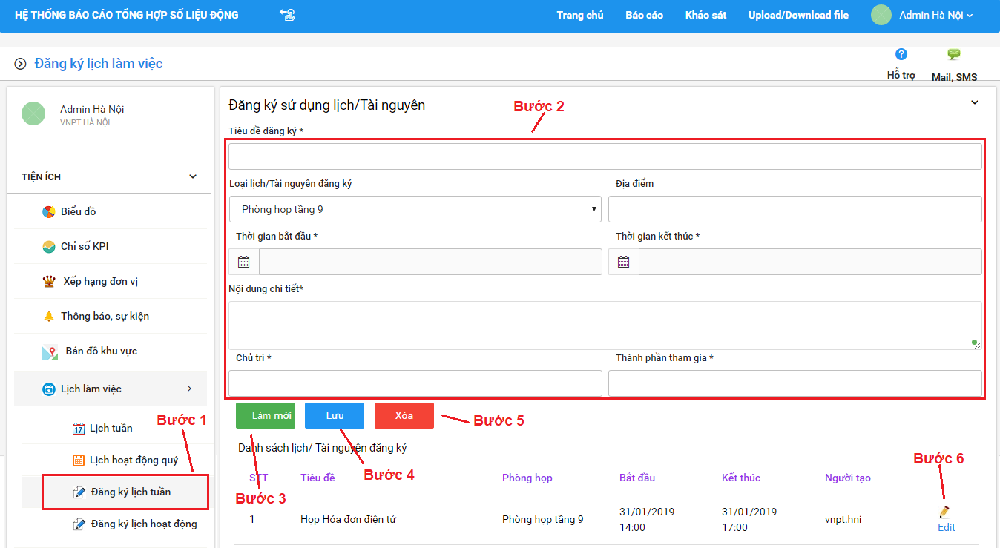 HỆ THỐNG BÁO CÁO TỔNG HỢP SỐ LIỆU ĐỘNG
Trang chủ
Báo cáo
Khảo sát
Upload/Download file
Admin Hà Nội
Đăng ký lịch làm việc
Hỗ trợ
SMS
Mail, SMS
Admin Hà Nội
VNPT HÀ NỘI
TIỆN ÍCH
Biểu đồ
Chỉ số KPI
Xếp hạng đơn vị
Thông báo, sự kiện
Bản đồ khu vực
Lịch làm việc
Bước 1
17
Lịch tuần
Lịch hoạt động quý
Đăng ký lịch tuần
Đăng ký lịch hoạt động
Đăng ký sử dụng lịch/Tài nguyên
Bước 2
Tiêu đề đăng ký *
Loại lịch/Tài nguyên đăng ký
Địa điểm
Phòng họp tầng 9
Thời gian bắt đầu *
Thời gian kết thúc *
Nội dung chi tiết*
Chủ trì *
Thành phần tham gia *
Làm mới
Lưu
Xóa
Bước 5
Danh sách lịch/ Tài nguyên đăng ký
Bước 4
Bước 6
STT
Tiêu đề
Phòng họp
Bắt đầu
Kết thúc
Người tạo
Bước 3
1
Họp Hóa đơn điện tử
Phòng họp tầng 9
31/01/2019
14:00
31/01/2019
17:00
vnpt.hni
Edit